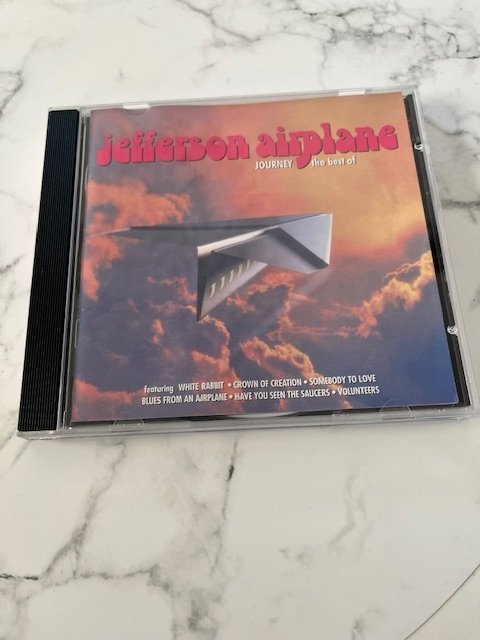 jefferson airplane
JOURNEY the best of
featuring WHITE RABBIT • CROWN OF CREATION • SOMEBODY TO LOVE
BLUES FROM AN AIRPLANE • HAVE YOU SEEN THE SAUCERS • VOLUNTEERS